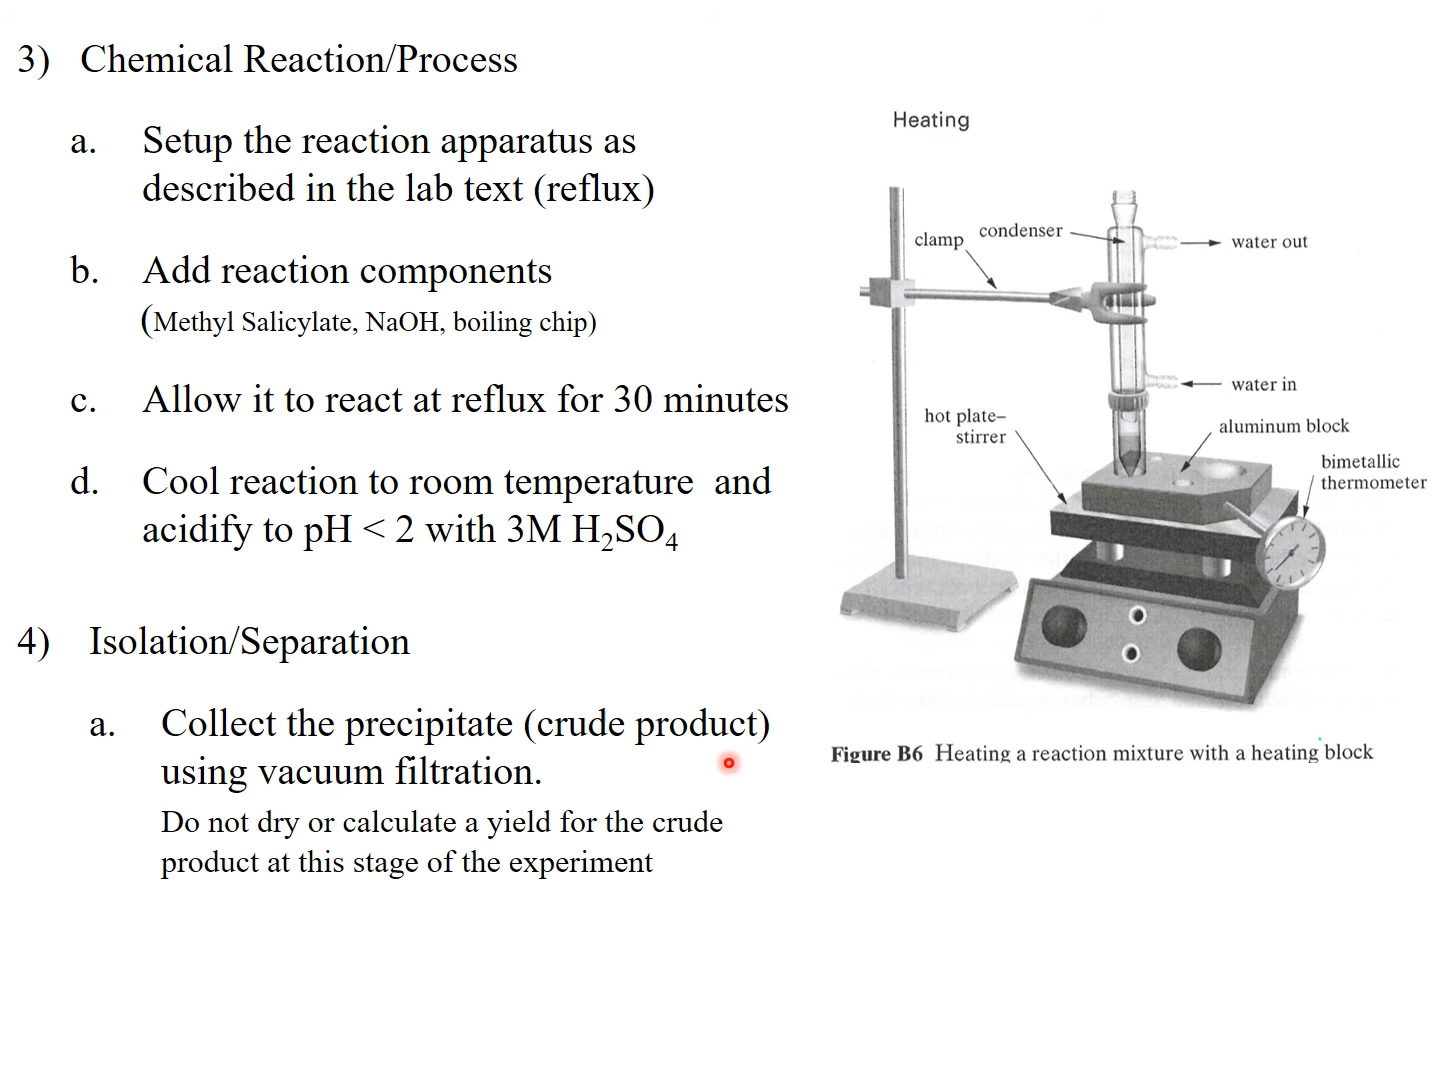 3) Chemical Reaction/Process
a. Setup the reaction apparatus as
described in the lab text (reflux)
b. Add reaction components
(Methyl Salicylate, NaOH, boiling chip)
c. Allow it to react at reflux for 30 minutes
d. Cool reaction to room temperature and
acidify to pH < 2 with 3M H₂SO₄
4) Isolation/Separation
a. Collect the precipitate (crude product)
using vacuum filtration.
Do not dry or calculate a yield for the crude
product at this stage of the experiment
Heating
clamp
condenser
water out
water in
hot plate–
stirrer
aluminum block
bimetallic
thermometer
Figure B6 Heating a reaction mixture with a heating block